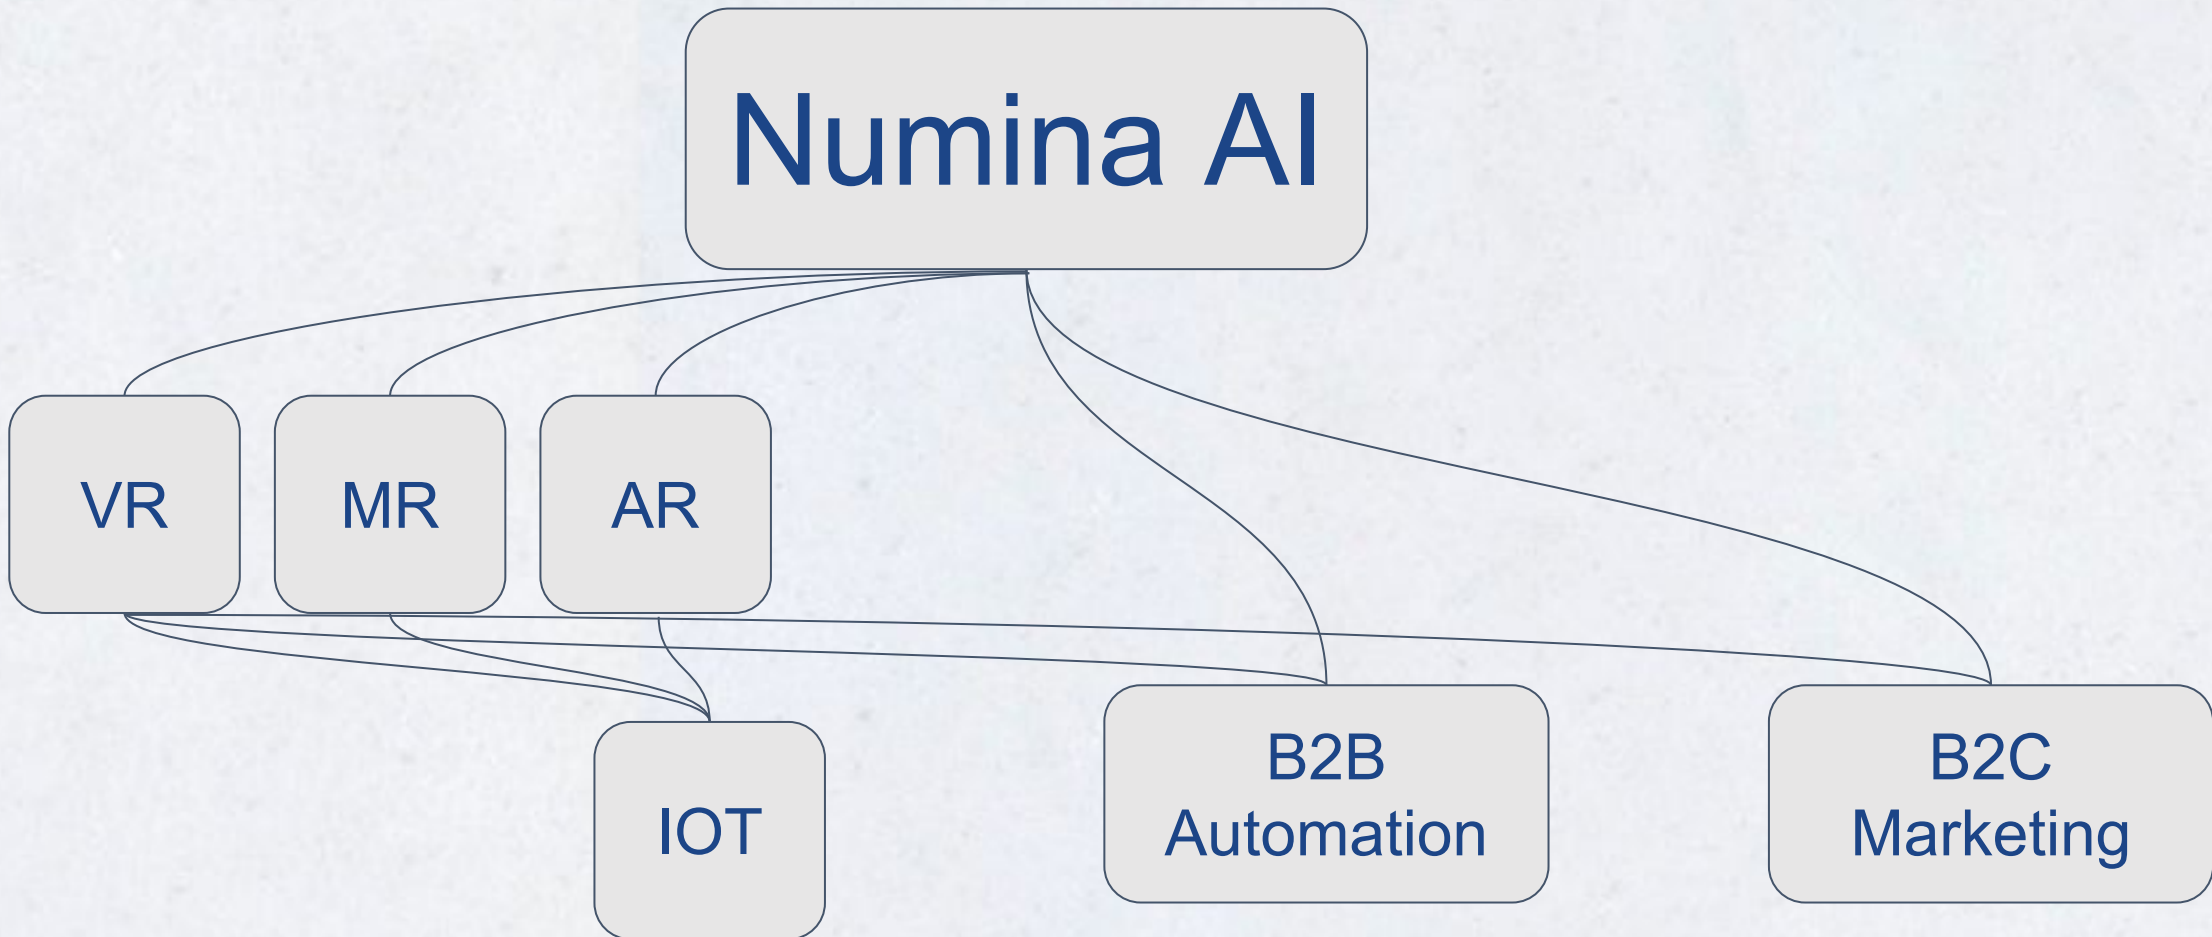 Numina AI
VR
MR
AR
IOT
B2B
Automation
B2C
Marketing